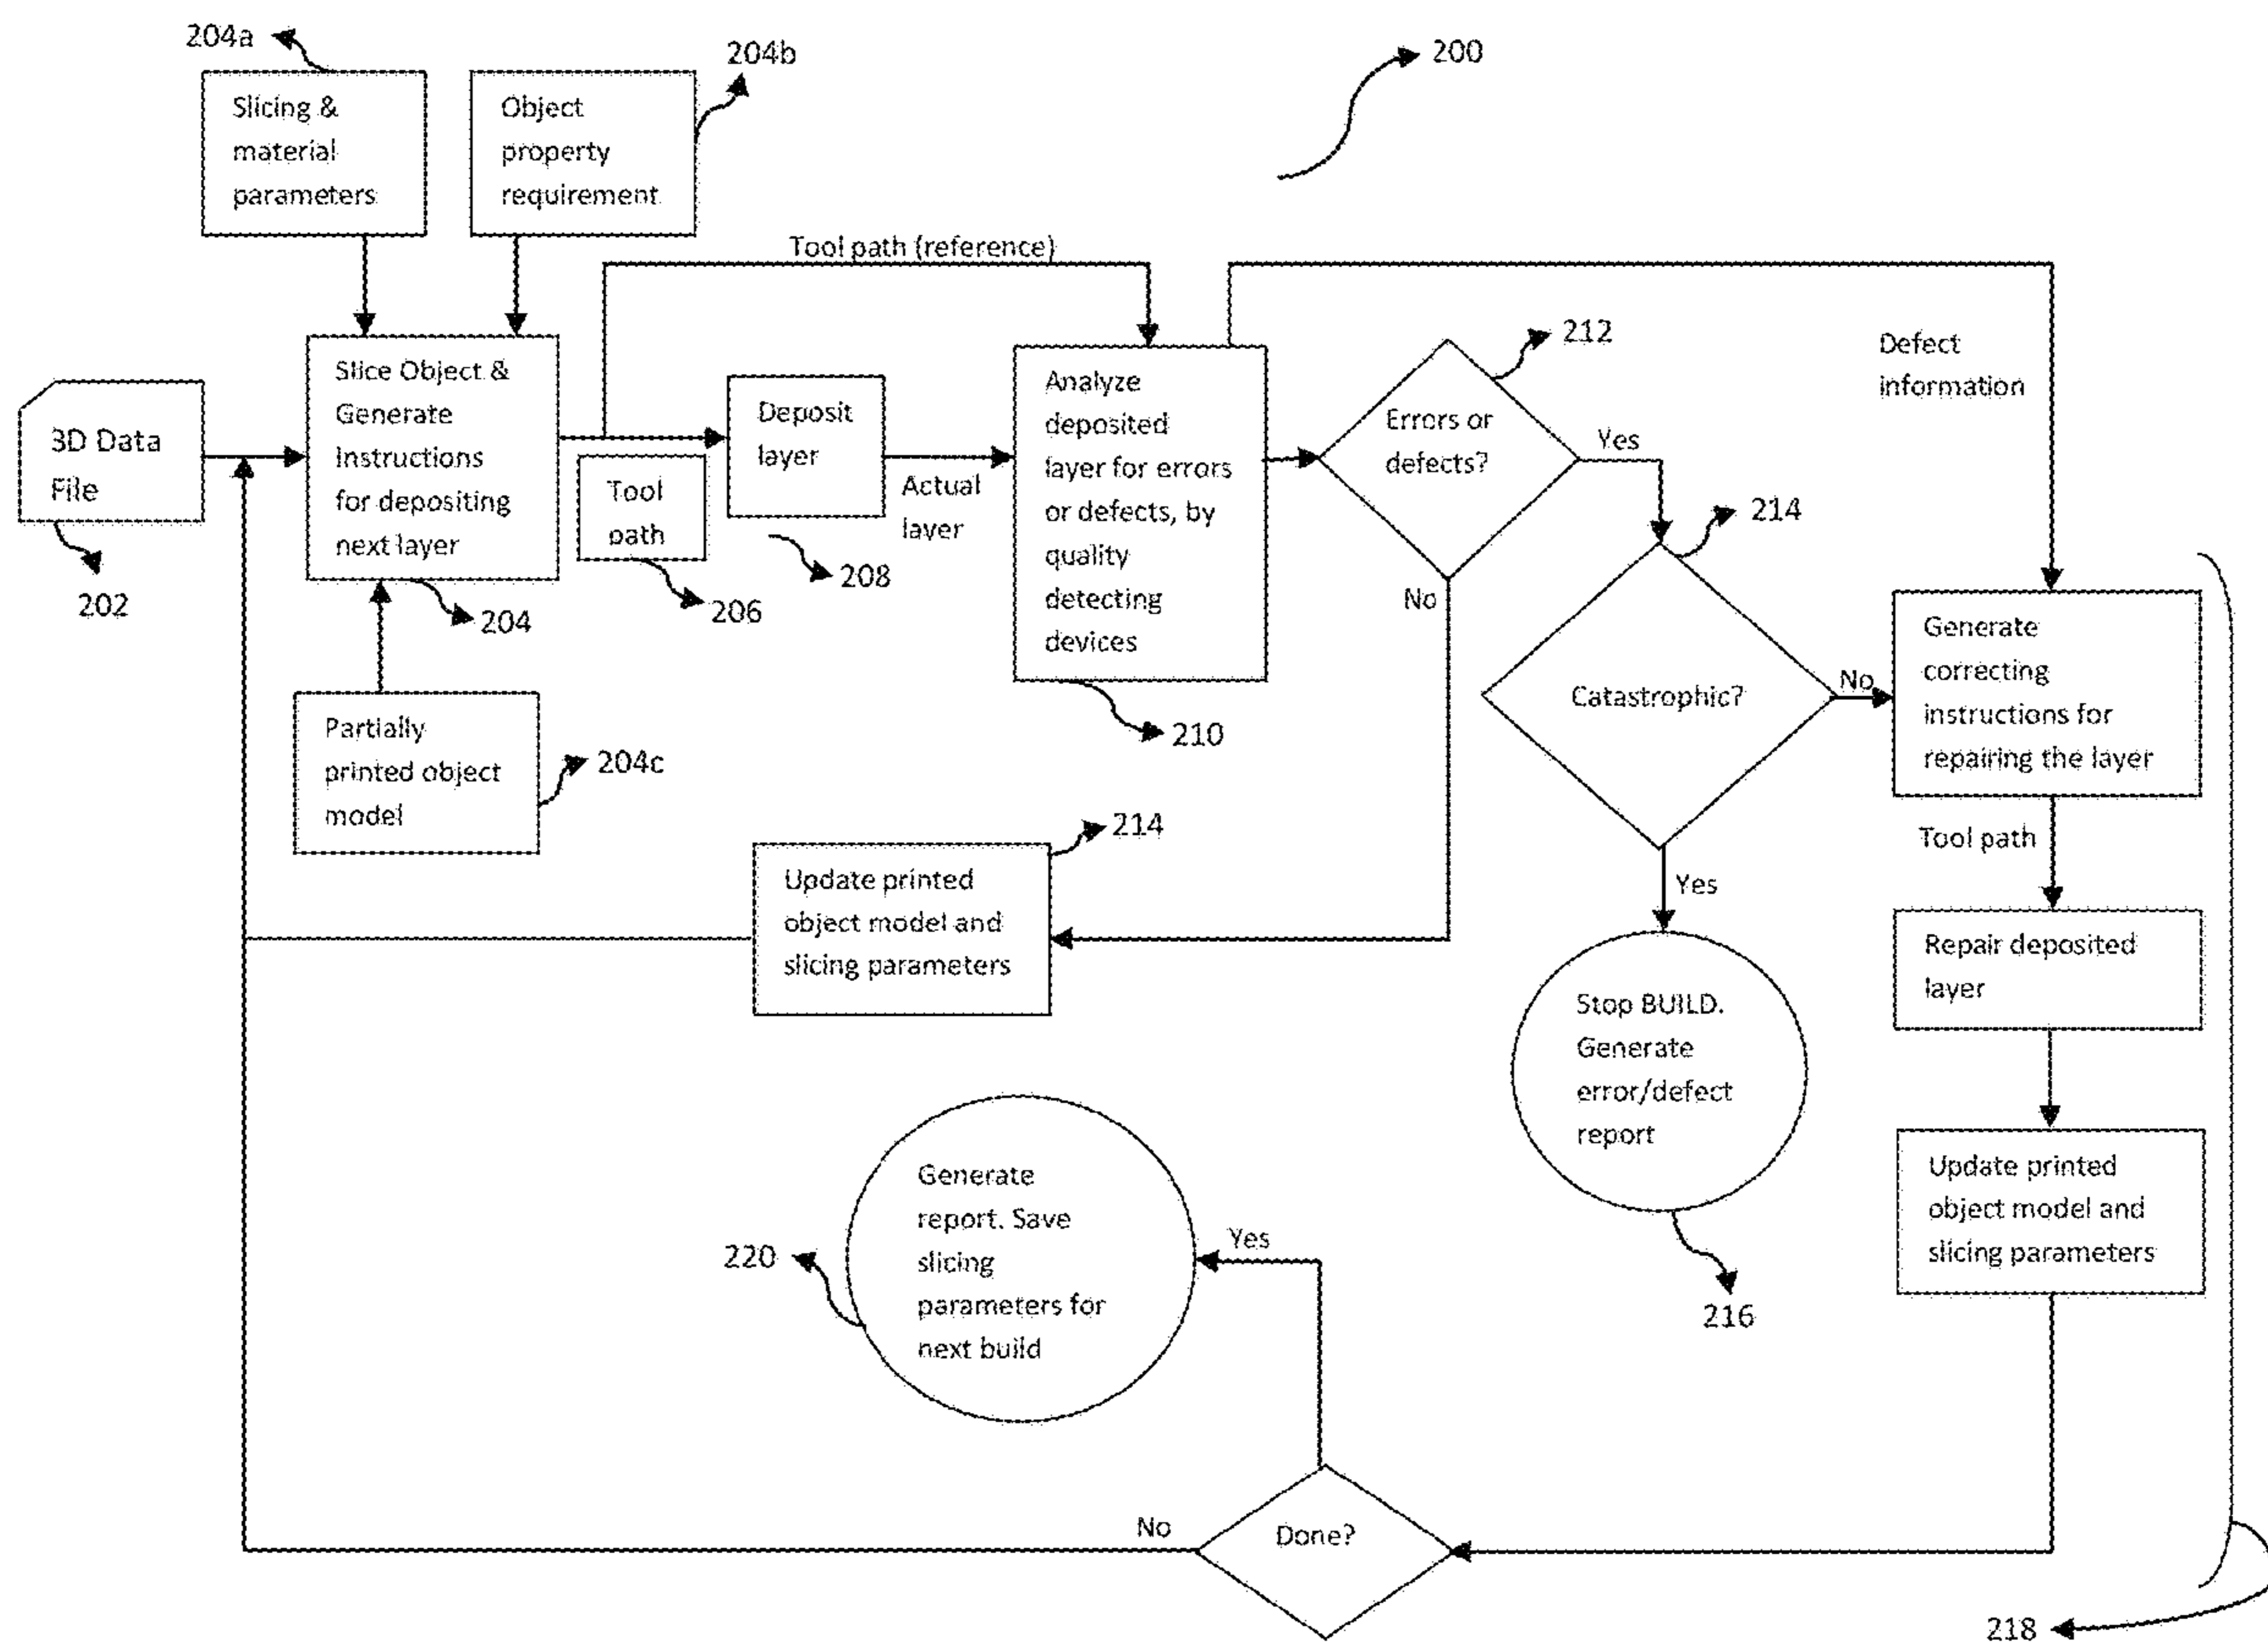 204a
204b
200
Slicing &
material
parameters
Object
property
requirement
Tool path (reference)
212
Defect
information
3D Data
File
202
Slice Object &
Generate
Instructions
for depositing
next layer
204
Tool
path
206
Deposit
layer
208
Actual
layer
Analyze
deposited
layer for errors
or defects, by
quality
detecting
devices
210
Errors or
defects?
Yes
No
214
Catastrophic?
No
Yes
Generate
correcting
instructions for
repairing the layer
Tool path
Partially
printed object
model
204c
214
Update printed
object model and
slicing parameters
Repair deposited
layer
Stop BUILD.
Generate
error/defect
report
216
Update printed
object model and
slicing parameters
Generate
report. Save
slicing
parameters for
next build
220
Yes
No
Done?
218